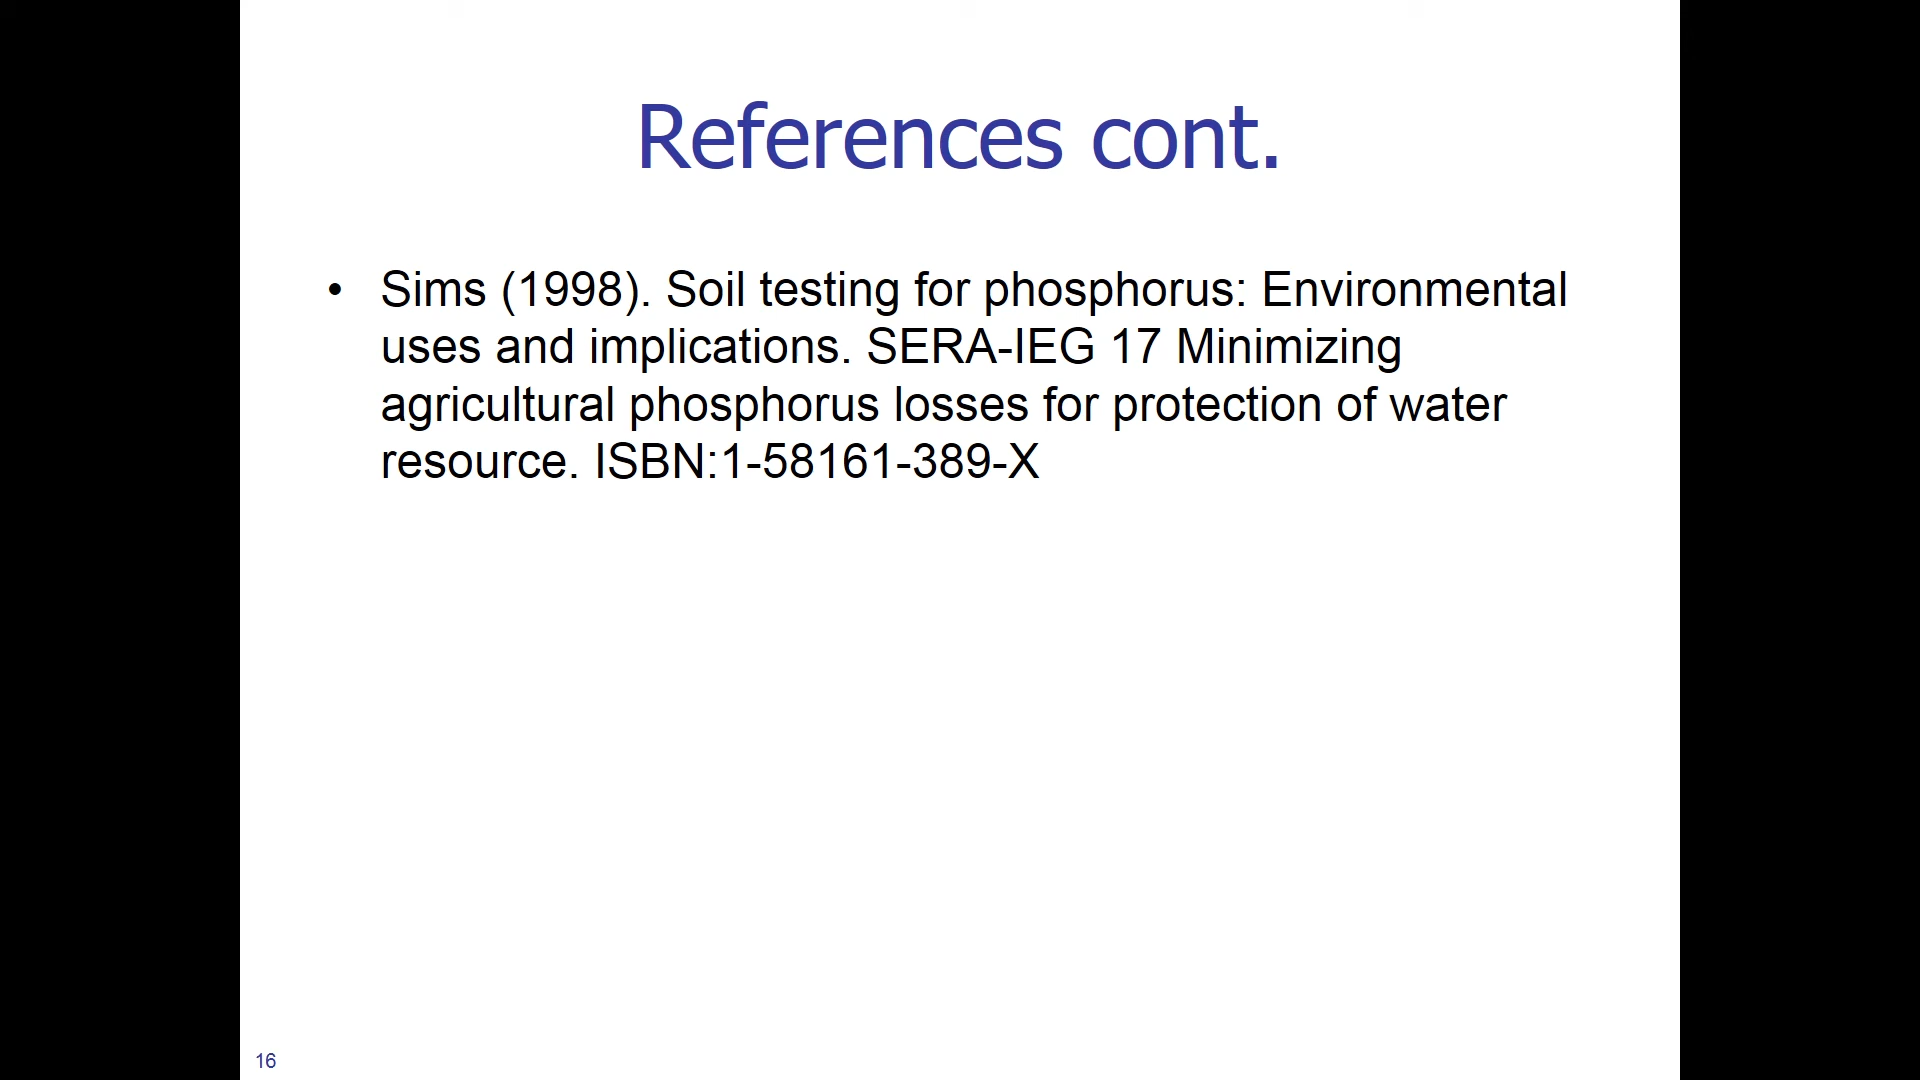 References cont.
• Sims (1998). Soil testing for phosphorus: Environmental
uses and implications. SERA-IEG 17 Minimizing
agricultural phosphorus losses for protection of water
resource. ISBN:1-58161-389-X
16